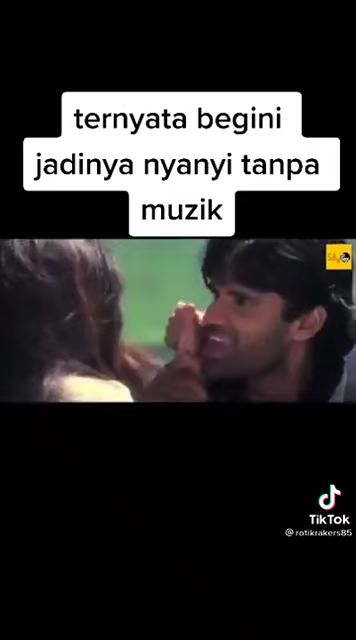 ternyata begini
jadinya nyanyi tanpa
muzik
TikTok
@rotikrakers85